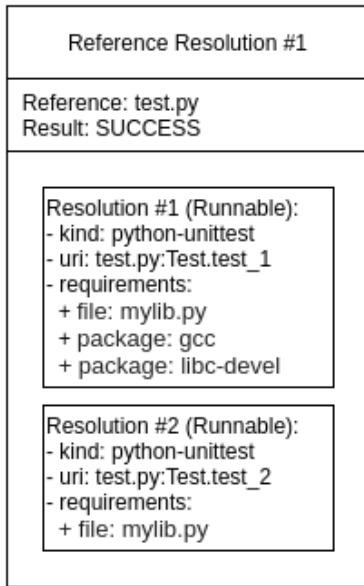 Reference Resolution #1
Reference: test.py
Result: SUCCESS
Resolution #1 (Runnable):
- kind: python-unittest
- uri: test.py:Test.test_1
- requirements:
+ file: mylib.py
+ package: gcc
+ package: libc-devel
Resolution #2 (Runnable):
- kind: python-unittest
- uri: test.py:Test.test_2
- requirements:
+ file: mylib.py